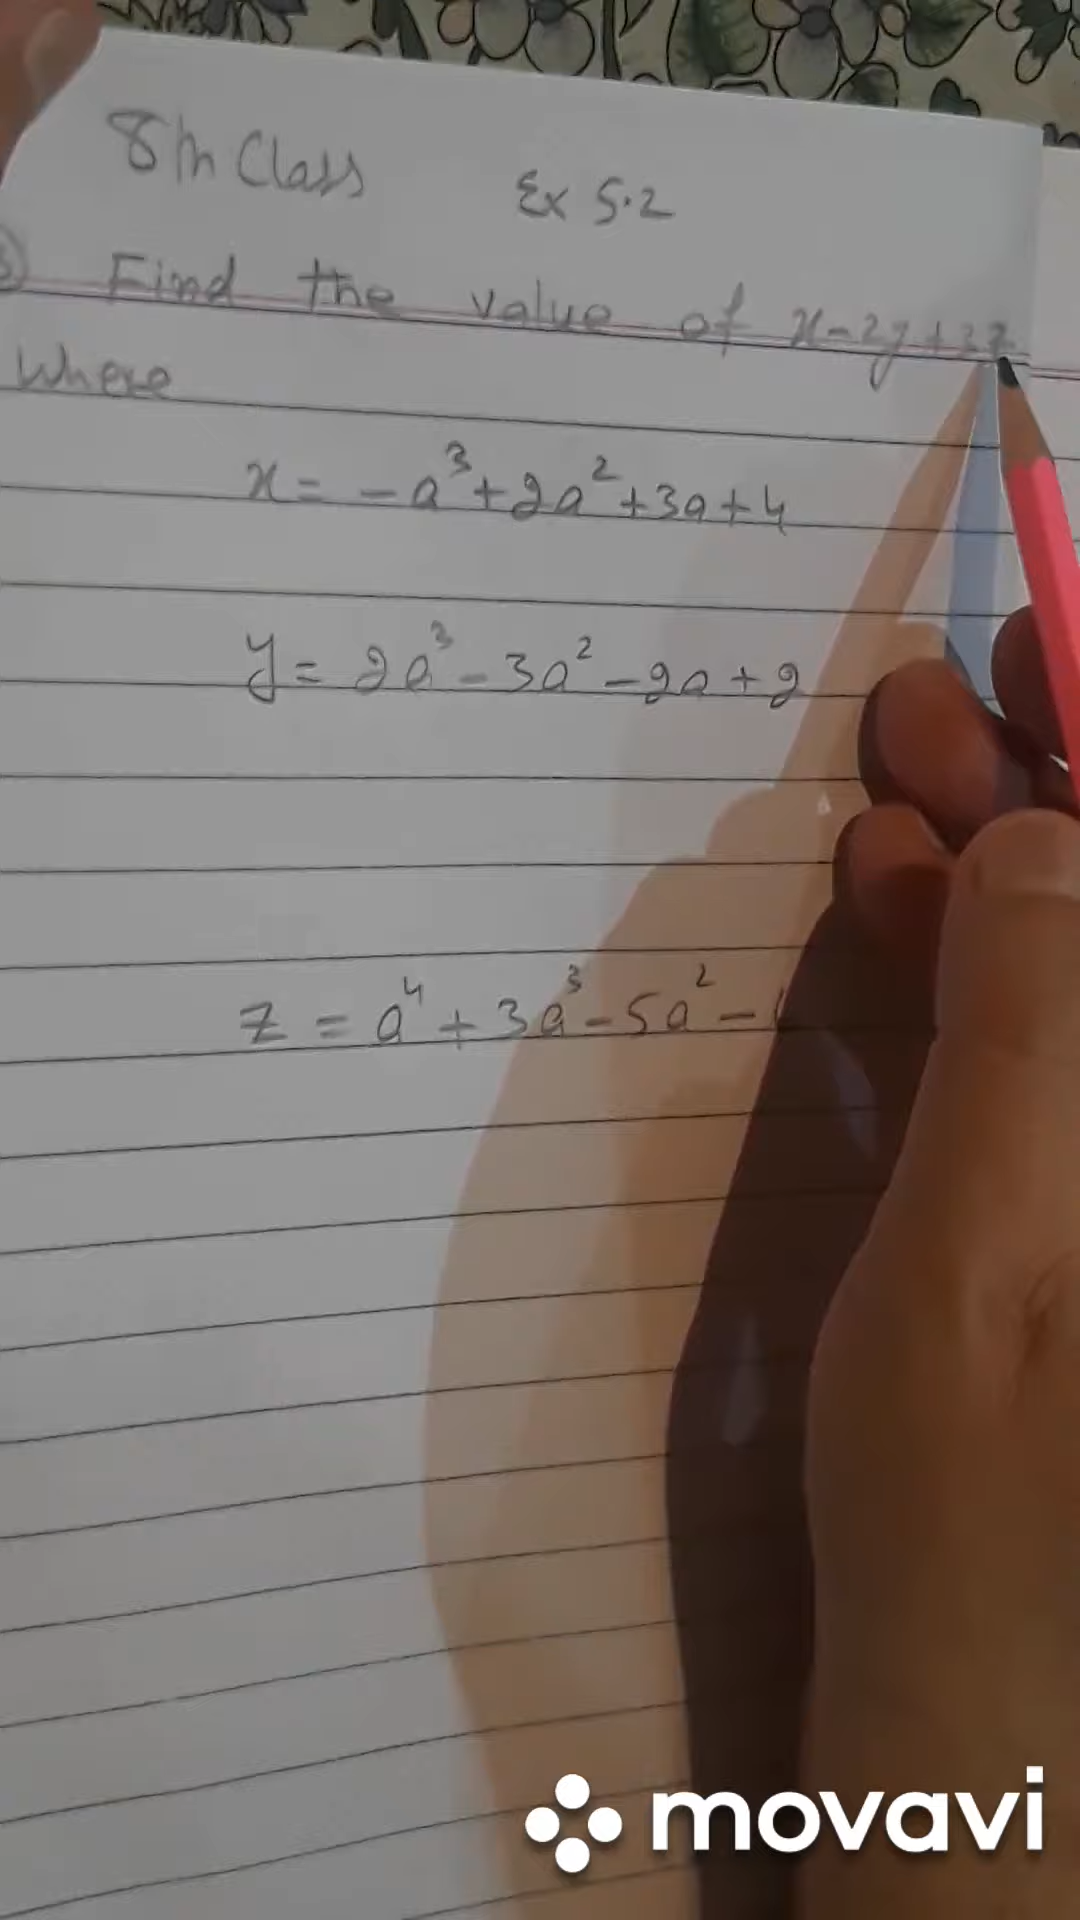 8th Class Ex 5.2
Find the value of x-2y+3z
Where
x = -a³+2a²+3a+4
y = 2a³-3a²-2a+2
z = a⁴+3a³-5a²-
movavi